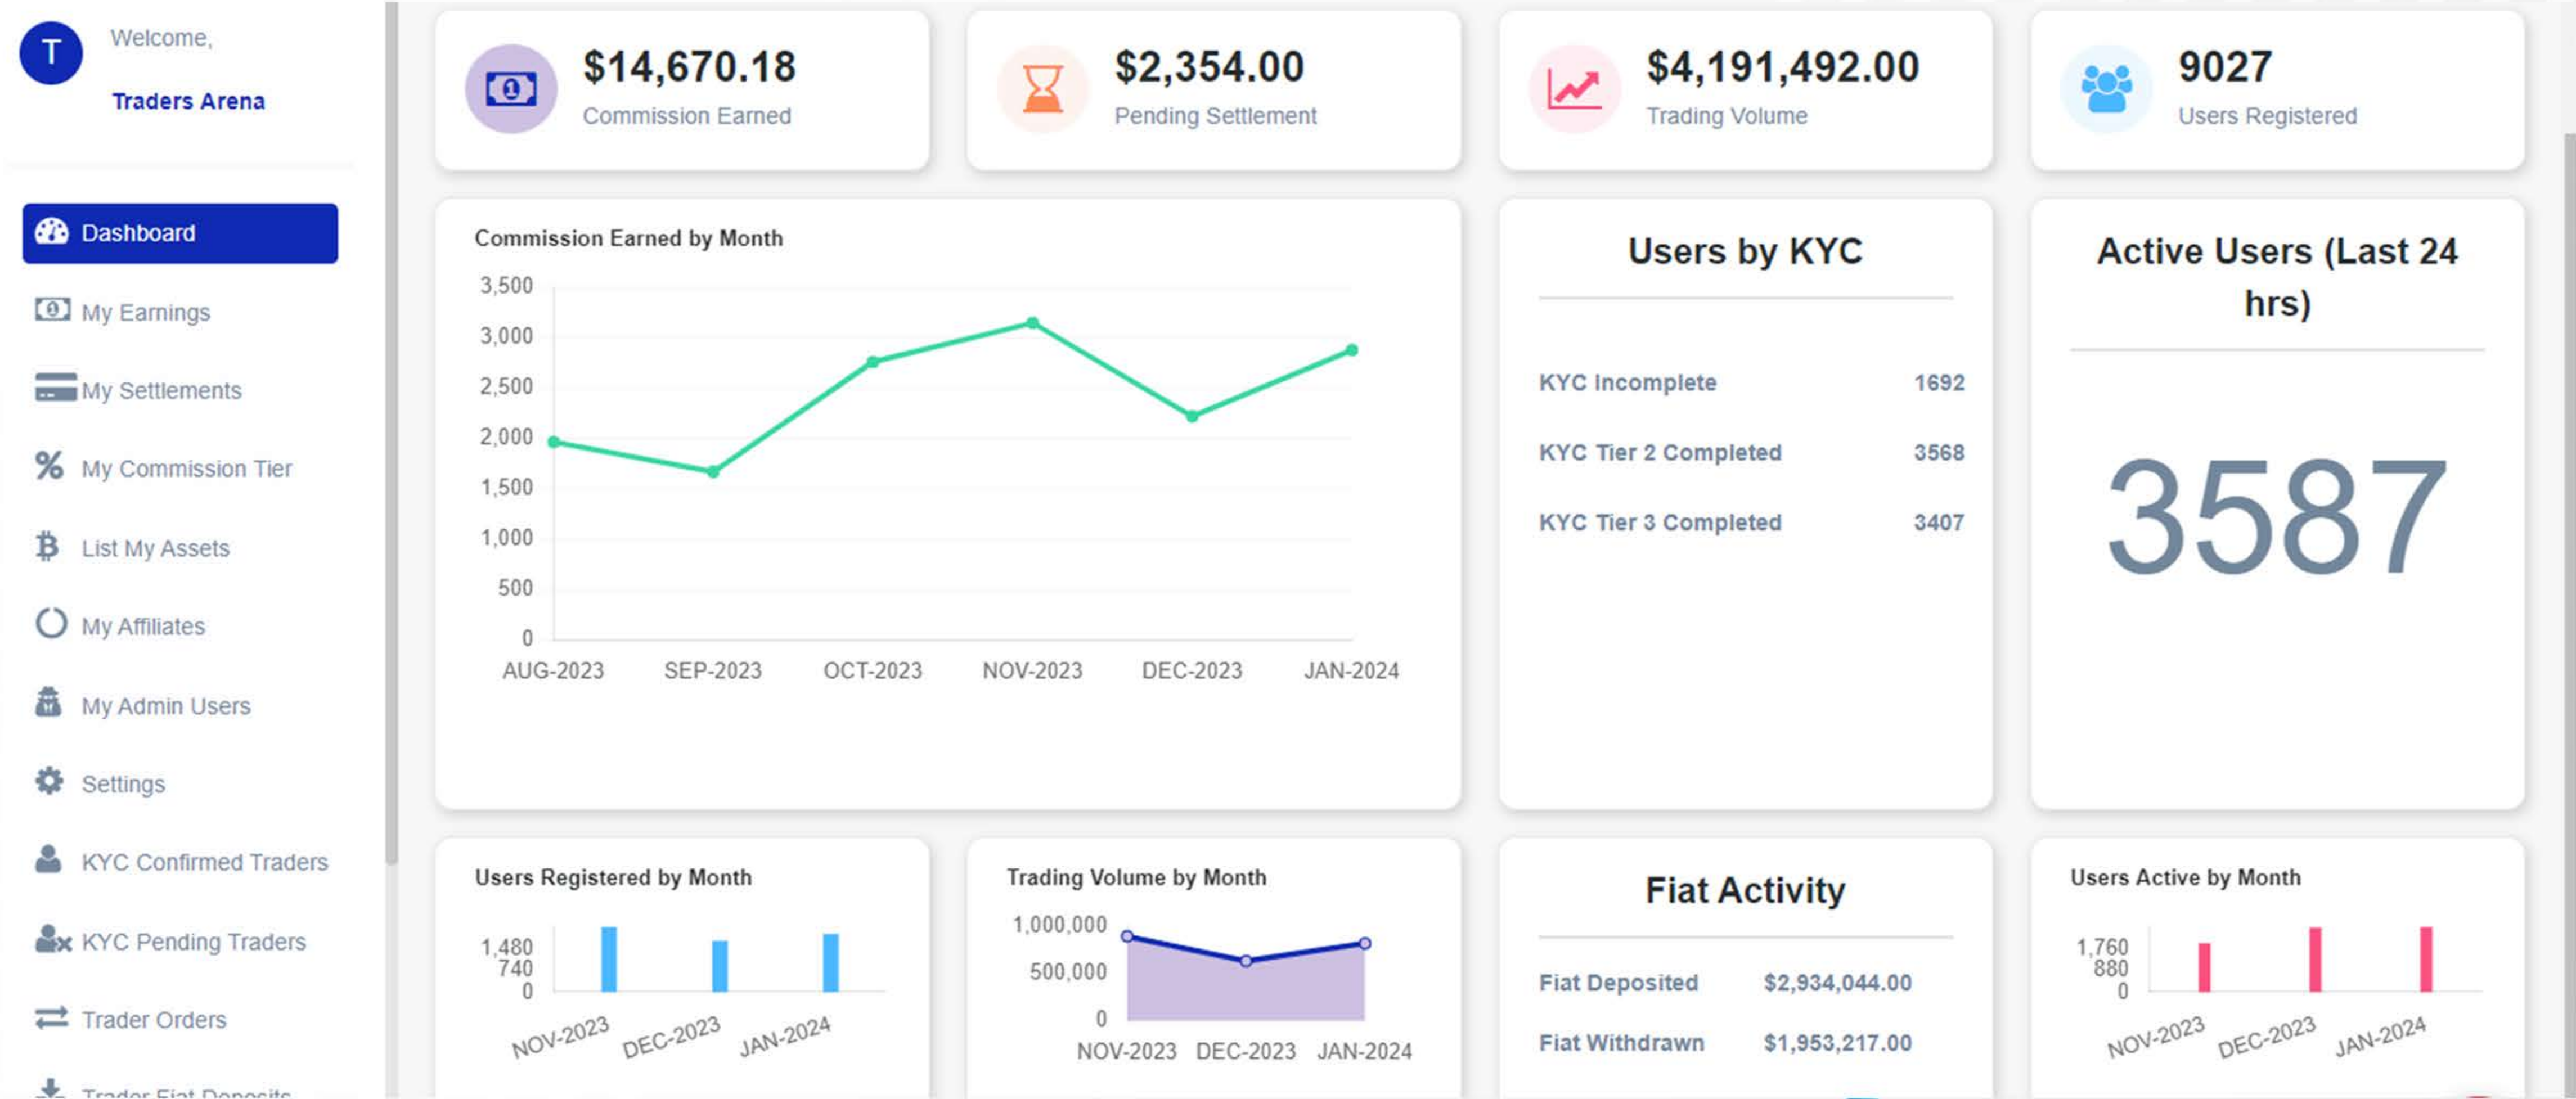 T
Welcome,
Traders Arena
Dashboard
My Earnings
My Settlements
My Commission Tier
List My Assets
My Affiliates
My Admin Users
Settings
KYC Confirmed Traders
KYC Pending Traders
Trader Orders
Trader Fiat Deposits
$14,670.18
Commission Earned
$2,354.00
Pending Settlement
$4,191,492.00
Trading Volume
9027
Users Registered
Commission Earned by Month
3,500
3,000
2,500
2,000
1,500
1,000
500
0
AUG-2023 SEP-2023 OCT-2023 NOV-2023 DEC-2023 JAN-2024
Users by KYC
KYC Incomplete 1692
KYC Tier 2 Completed 3568
KYC Tier 3 Completed 3407
Active Users (Last 24
hrs)
3587
Users Registered by Month
1,480
740
0
NOV-2023 DEC-2023 JAN-2024
Trading Volume by Month
1,000,000
500,000
0
NOV-2023 DEC-2023 JAN-2024
Fiat Activity
Fiat Deposited $2,934,044.00
Fiat Withdrawn $1,953,217.00
Users Active by Month
1,760
880
0
NOV-2023 DEC-2023 JAN-2024